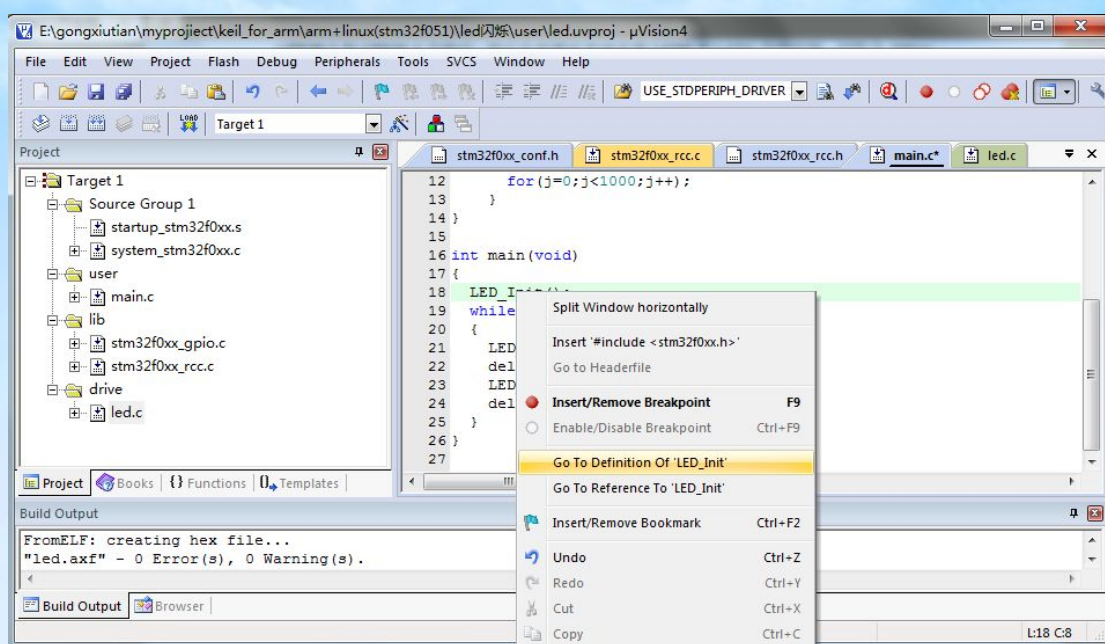 E:\gongxiutian\myprojiect\keil_for_arm\arm+linux(stm32f051)\led闪烁\user\led.uvproj - µVision4
File Edit View Project Flash Debug Peripherals Tools SVCS Window Help
USE_STDPERIPH_DRIVER
LOAD Target 1
Project
Target 1
Source Group 1
startup_stm32f0xx.s
system_stm32f0xx.c
user
main.c
lib
stm32f0xx_gpio.c
stm32f0xx_rcc.c
drive
led.c
Project Books {} Functions Templates
stm32f0xx_conf.h stm32f0xx_rcc.c stm32f0xx_rcc.h main.c* led.c
12 for(j=0;j<1000;j++);
13 }
14 }
15
16 int main(void)
17 {
18 LED_Init();
19 while
20 {
21 LED
22 del
23 LED
24 del
25 }
26 }
27
Split Window horizontally
Insert '#include <stm32f0xx.h>'
Go to Headerfile
Insert/Remove Breakpoint F9
Enable/Disable Breakpoint Ctrl+F9
Go To Definition Of 'LED_Init'
Go To Reference To 'LED_Init'
Insert/Remove Bookmark Ctrl+F2
Undo Ctrl+Z
Redo Ctrl+Y
Cut Ctrl+X
Copy Ctrl+C
Build Output
FromELF: creating hex file...
"led.axf" - 0 Error(s), 0 Warning(s).
Build Output Browser
L:18 C:8